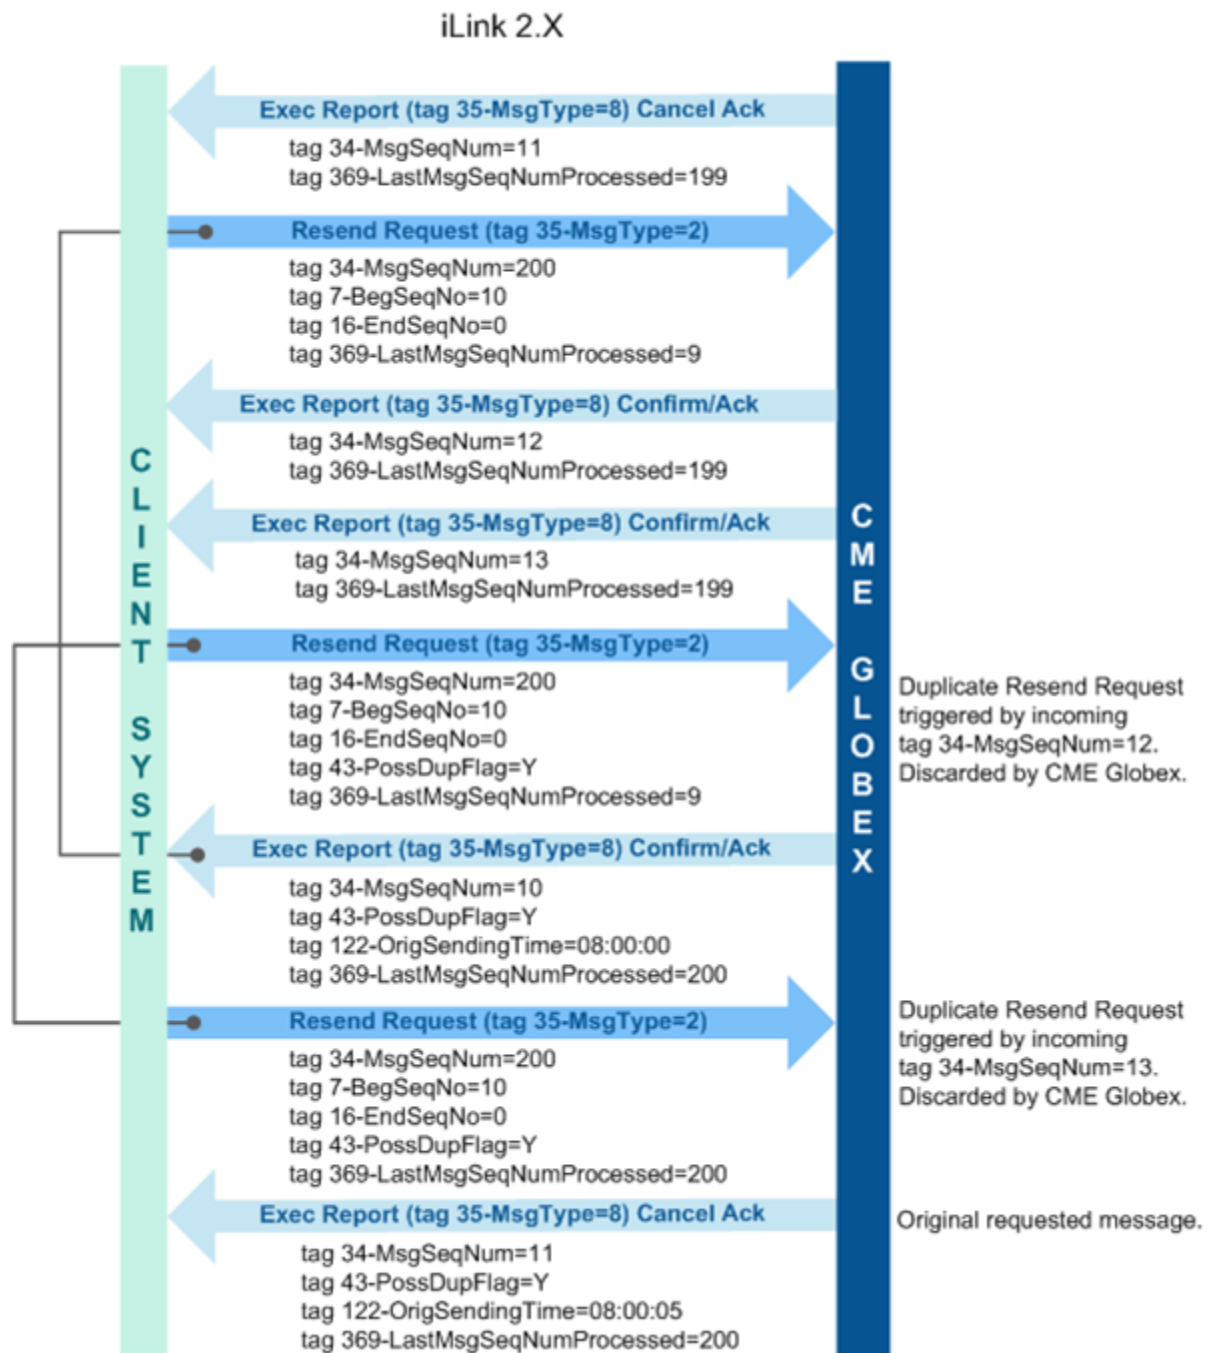 iLink 2.X
Exec Report (tag 35-MsgType=8) Cancel Ack
tag 34-MsgSeqNum=11
tag 369-LastMsgSeqNumProcessed=199
Resend Request (tag 35-MsgType=2)
tag 34-MsgSeqNum=200
tag 7-BegSeqNo=10
tag 16-EndSeqNo=0
tag 369-LastMsgSeqNumProcessed=9
Exec Report (tag 35-MsgType=8) Confirm/Ack
tag 34-MsgSeqNum=12
tag 369-LastMsgSeqNumProcessed=199
Exec Report (tag 35-MsgType=8) Confirm/Ack
tag 34-MsgSeqNum=13
tag 369-LastMsgSeqNumProcessed=199
Resend Request (tag 35-MsgType=2)
tag 34-MsgSeqNum=200
tag 7-BegSeqNo=10
tag 16-EndSeqNo=0
tag 43-PossDupFlag=Y
tag 369-LastMsgSeqNumProcessed=9
Duplicate Resend Request
triggered by incoming
tag 34-MsgSeqNum=12.
Discarded by CME Globex.
Exec Report (tag 35-MsgType=8) Confirm/Ack
tag 34-MsgSeqNum=10
tag 43-PossDupFlag=Y
tag 122-OrigSendingTime=08:00:00
tag 369-LastMsgSeqNumProcessed=200
Resend Request (tag 35-MsgType=2)
tag 34-MsgSeqNum=200
tag 7-BegSeqNo=10
tag 16-EndSeqNo=0
tag 43-PossDupFlag=Y
tag 369-LastMsgSeqNumProcessed=200
Duplicate Resend Request
triggered by incoming
tag 34-MsgSeqNum=13.
Discarded by CME Globex.
Exec Report (tag 35-MsgType=8) Cancel Ack
Original requested message.
tag 34-MsgSeqNum=11
tag 43-PossDupFlag=Y
tag 122-OrigSendingTime=08:00:05
tag 369-LastMsgSeqNumProcessed=200
CLIENT SYSTEM
CME GLOBEX